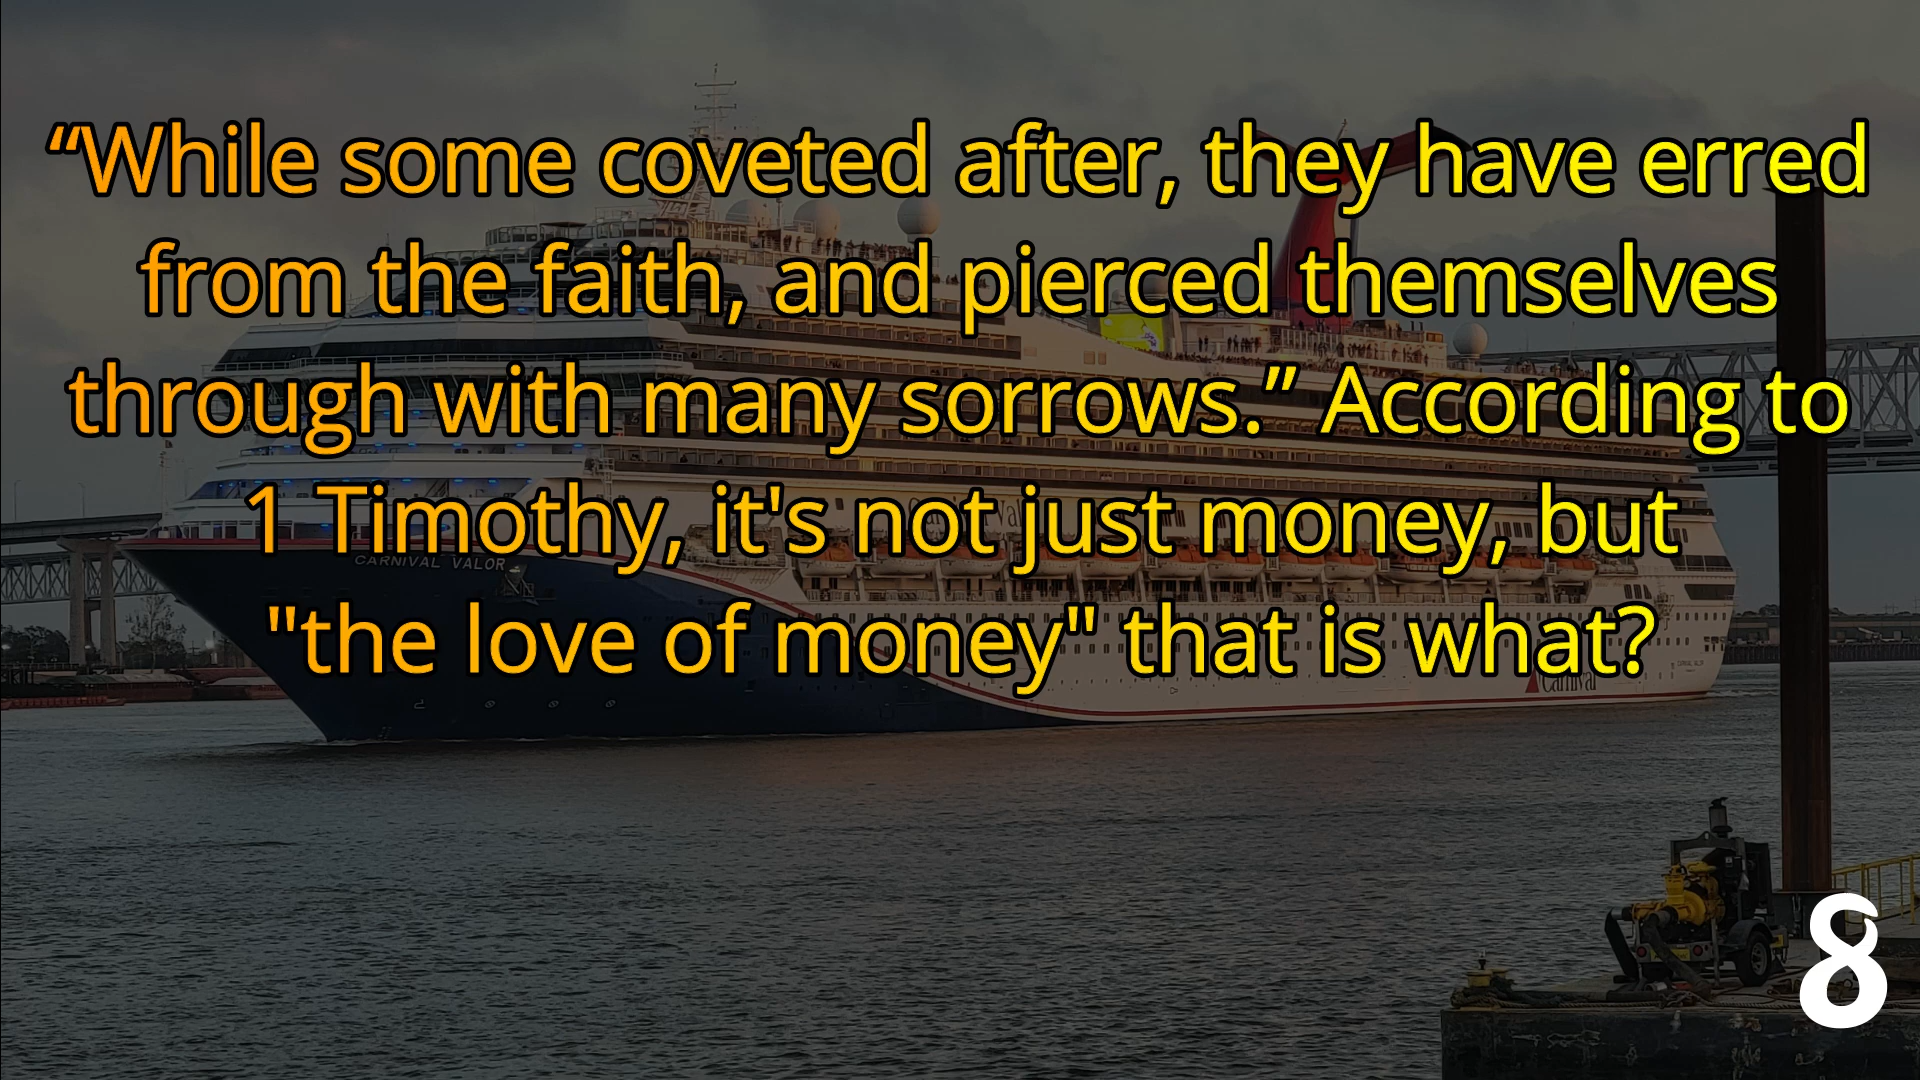 “While some coveted after, they have erred
from the faith, and pierced themselves
through with many sorrows.” According to
1 Timothy, it's not just money, but
"the love of money" that is what?
CARNIVAL VALOR
Carnival
8